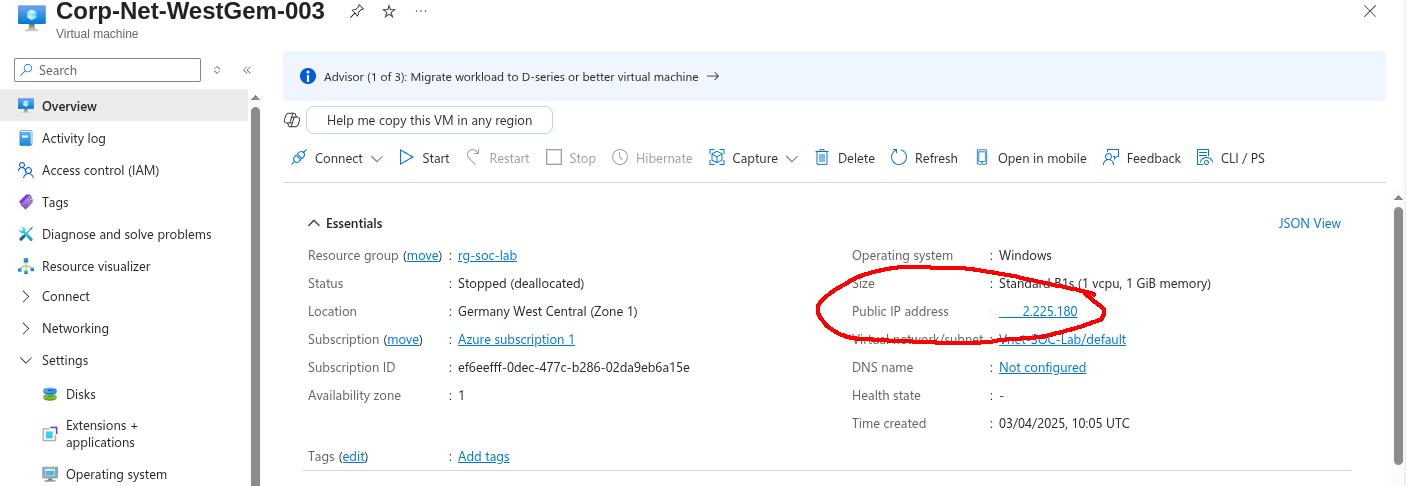 Corp-Net-WestGem-003
...
Virtual machine
Search
Overview
Activity log
Access control (IAM)
Tags
Diagnose and solve problems
Resource visualizer
Connect
Networking
Settings
Disks
Extensions +
applications
Operating system
Advisor (1 of 3): Migrate workload to D-series or better virtual machine →
Help me copy this VM in any region
Connect Start Restart Stop Hibernate Capture Delete Refresh Open in mobile Feedback CLI / PS
Essentials JSON View
Resource group (move) : rg-soc-lab
Status : Stopped (deallocated)
Location : Germany West Central (Zone 1)
Subscription (move) : Azure subscription 1
Subscription ID : ef6eefff-0dec-477c-b286-02da9eb6a15e
Availability zone : 1
Operating system : Windows
Size : Standard B1s (1 vcpu, 1 GiB memory)
Public IP address : 2.225.180
Virtual network/subnet : Vnet-SOC-Lab/default
DNS name : Not configured
Health state : -
Time created : 03/04/2025, 10:05 UTC
Tags (edit) : Add tags